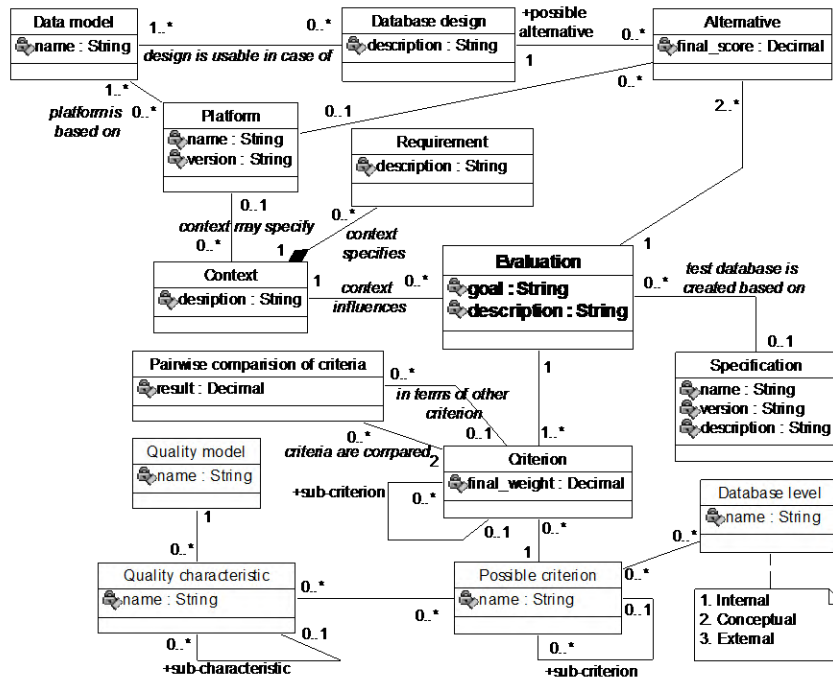 Data model
name : String
1..*
0..*
design is usable in case of
Database design
description : String
+possible
alternative
1
0..*
Alternative
final_score : Decimal
0..*
2..*
1..*
0..*
platform is
based on
Platform
name : String
version : String
0..1
Requirement
description : String
0..1
context may specify
0..*
0..*
context
specifies
1
Context
desription : String
1
context
influences
0..*
Evaluation
goal : String
description : String
1
0..*
test database is
created based on
0..1
Specification
name : String
version : String
description : String
1
1..*
Pairwise comparision of criteria
result : Decimal
0..*
in terms of other
criterion
0..1
0..*
criteria are compared
2
Criterion
final_weight : Decimal
+sub-criterion
0..*
0..1
0..*
1
Quality model
name : String
1
0..*
Quality characteristic
name : String
0..*
0..*
0..*
0..1
+sub-characteristic
Possible criterion
name : String
0..*
0..1
0..*
+sub-criterion
Database level
name : String
0..*
1. Internal
2. Conceptual
3. External